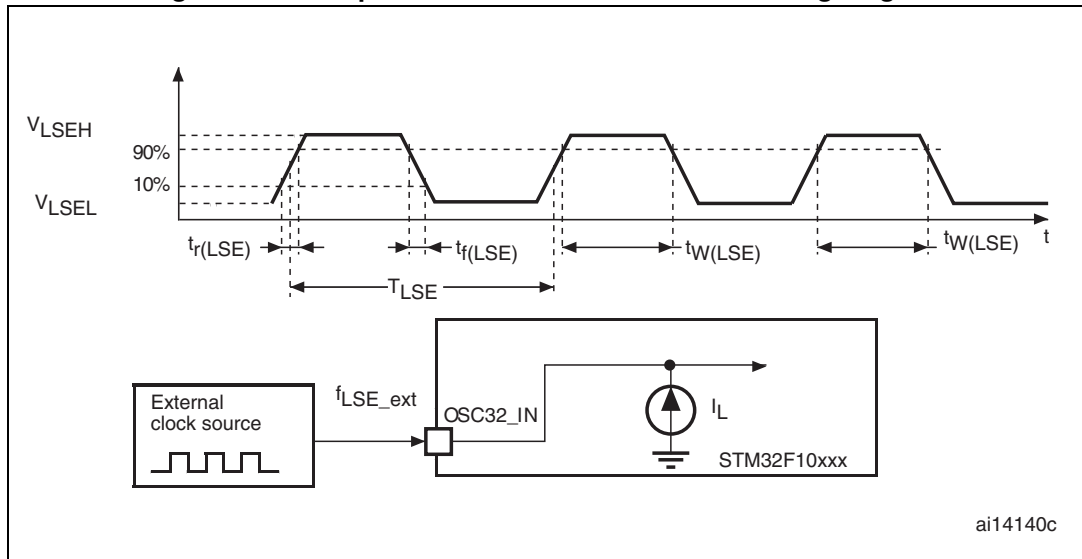 VLSEH
90%
10%
VLSEL
tr(LSE)
tf(LSE)
tW(LSE)
tW(LSE)
t
TLSE
External
clock source
fLSE_ext
OSC32_IN
IL
STM32F10xxx
ai14140c